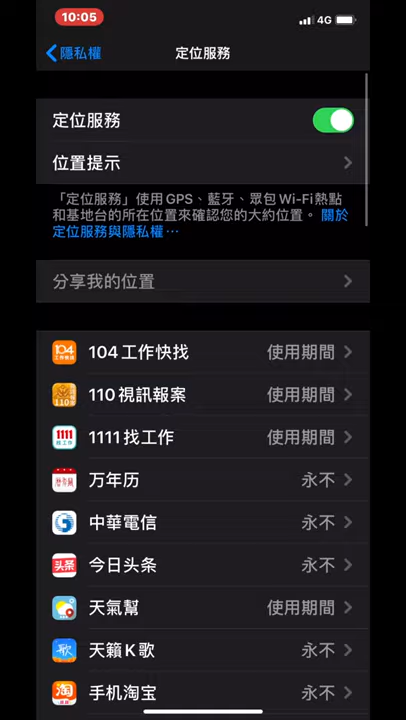 10:05
4G
隱私權
定位服務
定位服務
位置提示
「定位服務」使用 GPS、藍牙、眾包 Wi-Fi 熱點
和基地台的所在位置來確認您的大約位置。關於
定位服務與隱私權⋯
分享我的位置
104 工作快找 使用期間
110 視訊報案 使用期間
1111 找工作 使用期間
万年历 永不
中華電信 永不
今日头条 永不
天氣幫 使用期間
天籟K歌 永不
手机淘宝 永不